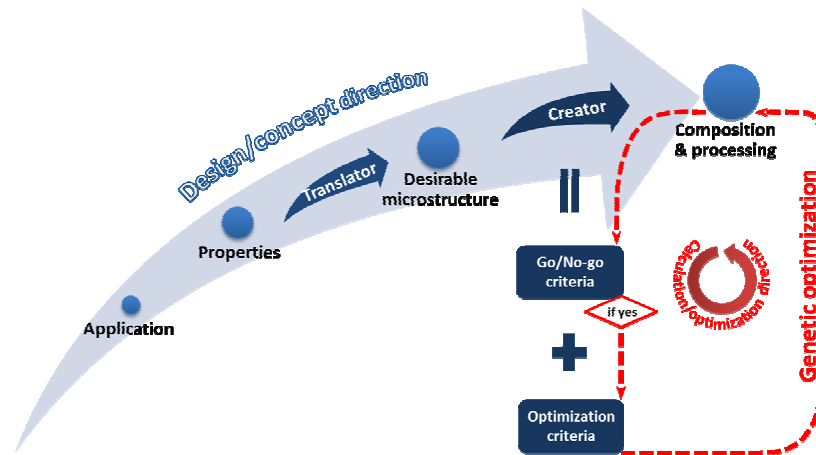 Design/concept direction
Creator
Composition
& processing
Translator
Desirable
microstructure
Properties
Application
Go/No-go
criteria
if yes
Optimization
criteria
Calculation/optimization direction
Genetic optimization